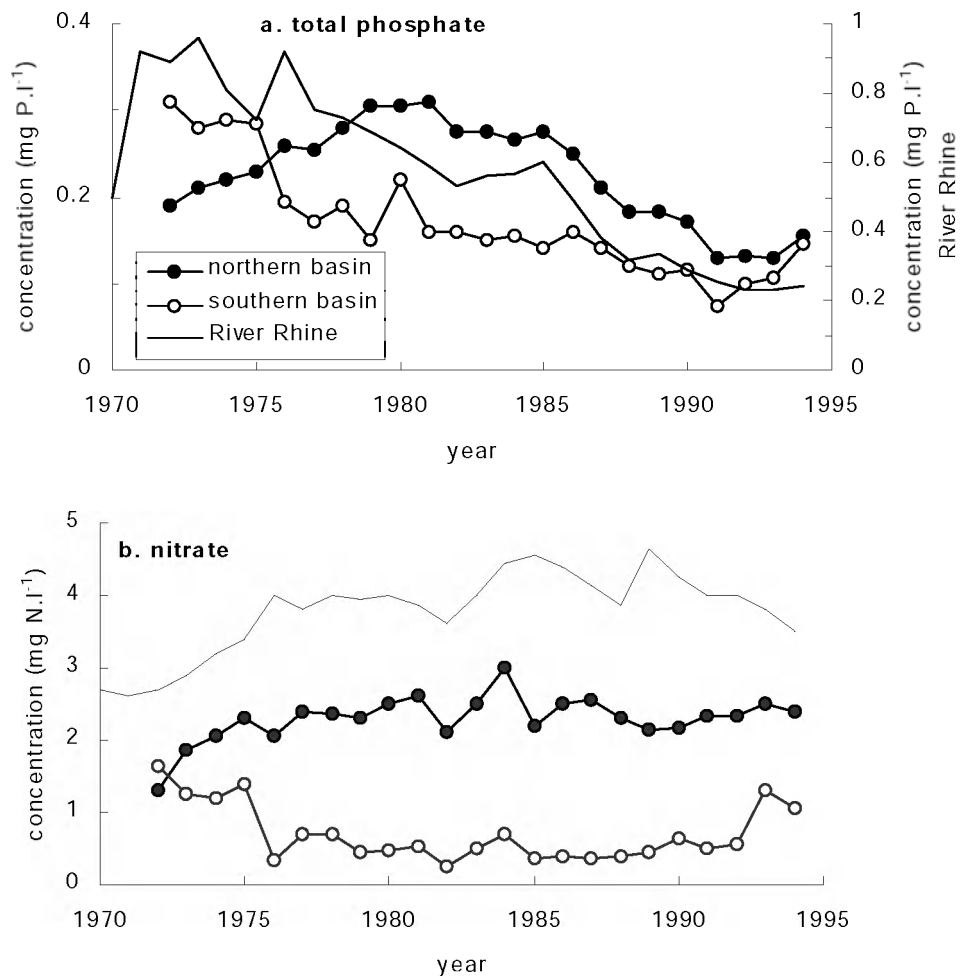 a. total phosphate
0.4
0.2
0
concentration (mg P.l-1)
1
0.8
0.6
0.4
0.2
0
concentration (mg P.l-1)
River Rhine
northern basin
southern basin
River Rhine
1970 1975 1980 1985 1990 1995
year
b. nitrate
5
4
3
2
1
0
concentration (mg N.l-1)
1970 1975 1980 1985 1990 1995
year